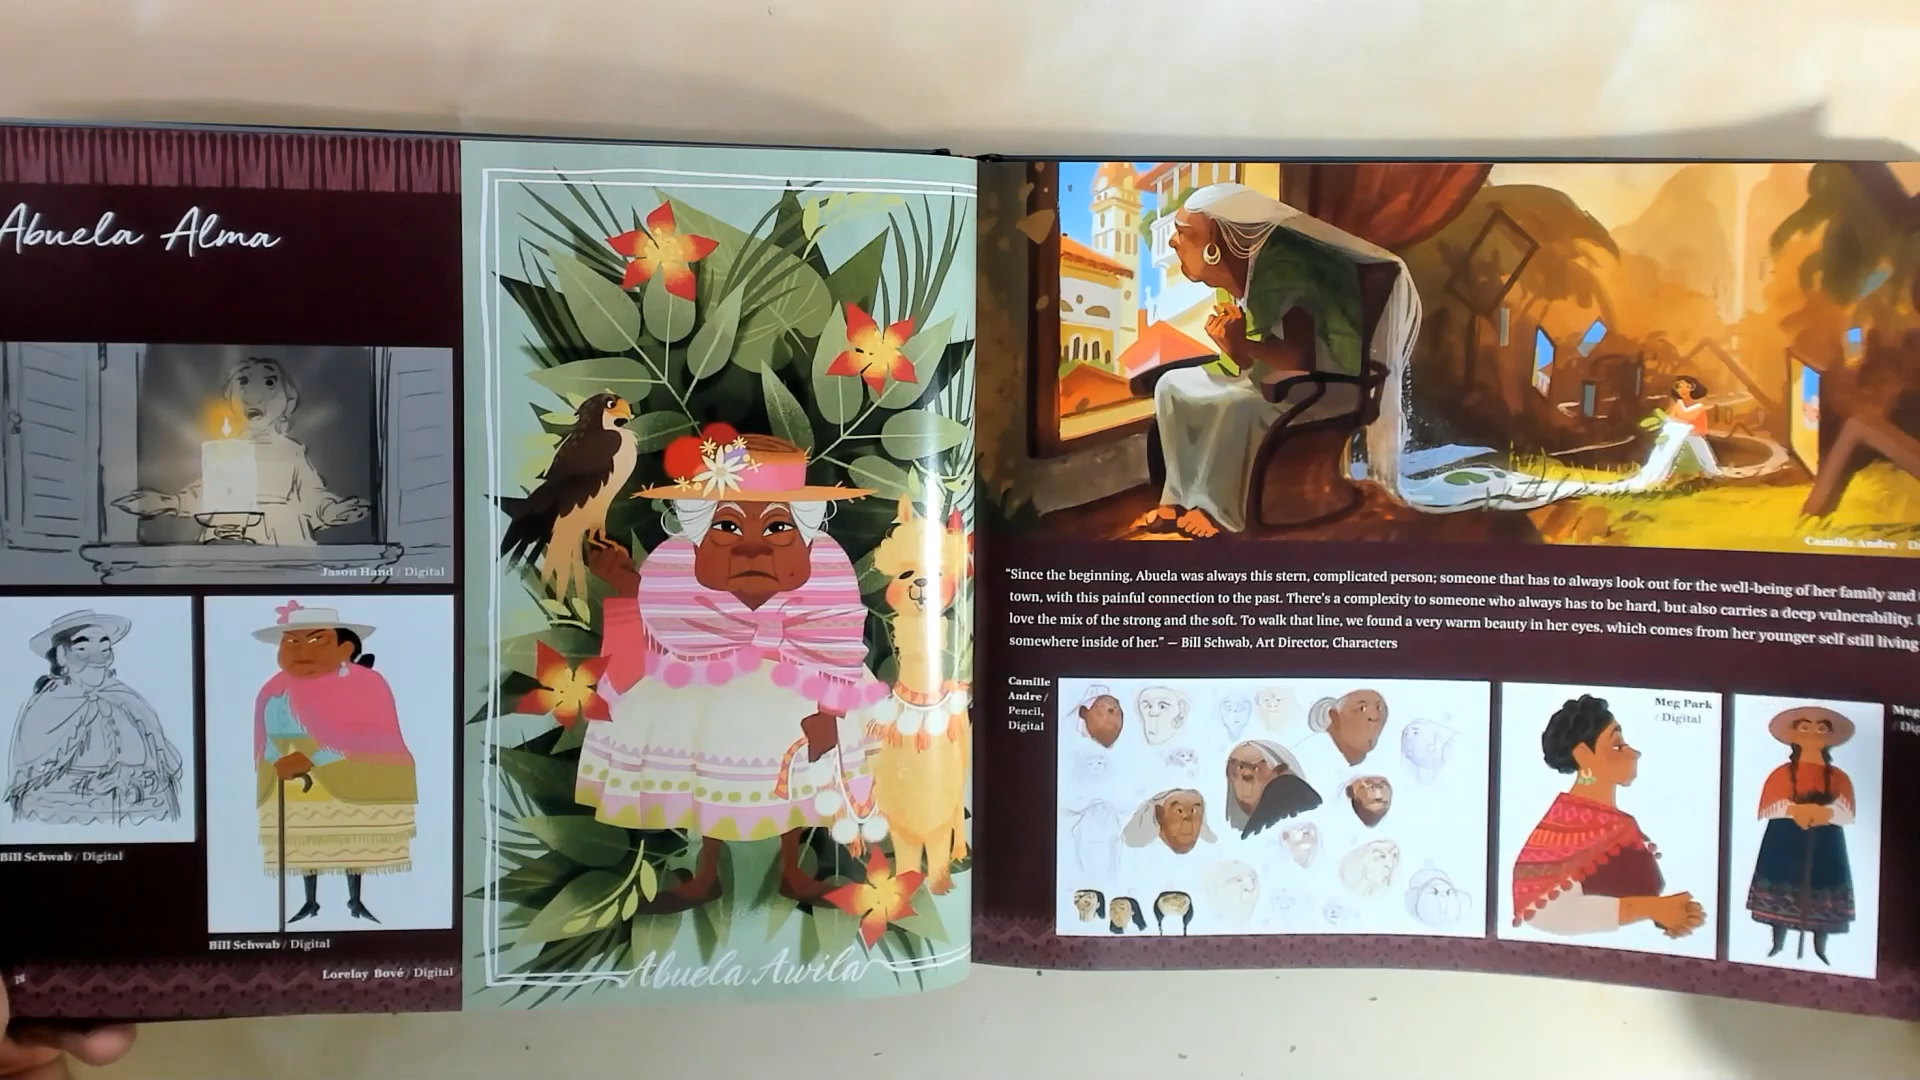 Abuela Alma
Jason Hand / Digital
Bill Schwab / Digital
Bill Schwab / Digital
18
Lorelay Bové / Digital
Abuela Awila
Camille Andre /
"Since the beginning, Abuela was always this stern, complicated person; someone that has to always look out for the well-being of her family and
town, with this painful connection to the past. There's a complexity to someone who always has to be hard, but also carries a deep vulnerability.
love the mix of the strong and the soft. To walk that line, we found a very warm beauty in her eyes, which comes from her younger self still living
somewhere inside of her." — Bill Schwab, Art Director, Characters
Camille
Andre /
Pencil,
Digital
Meg Park
/ Digital
Meg